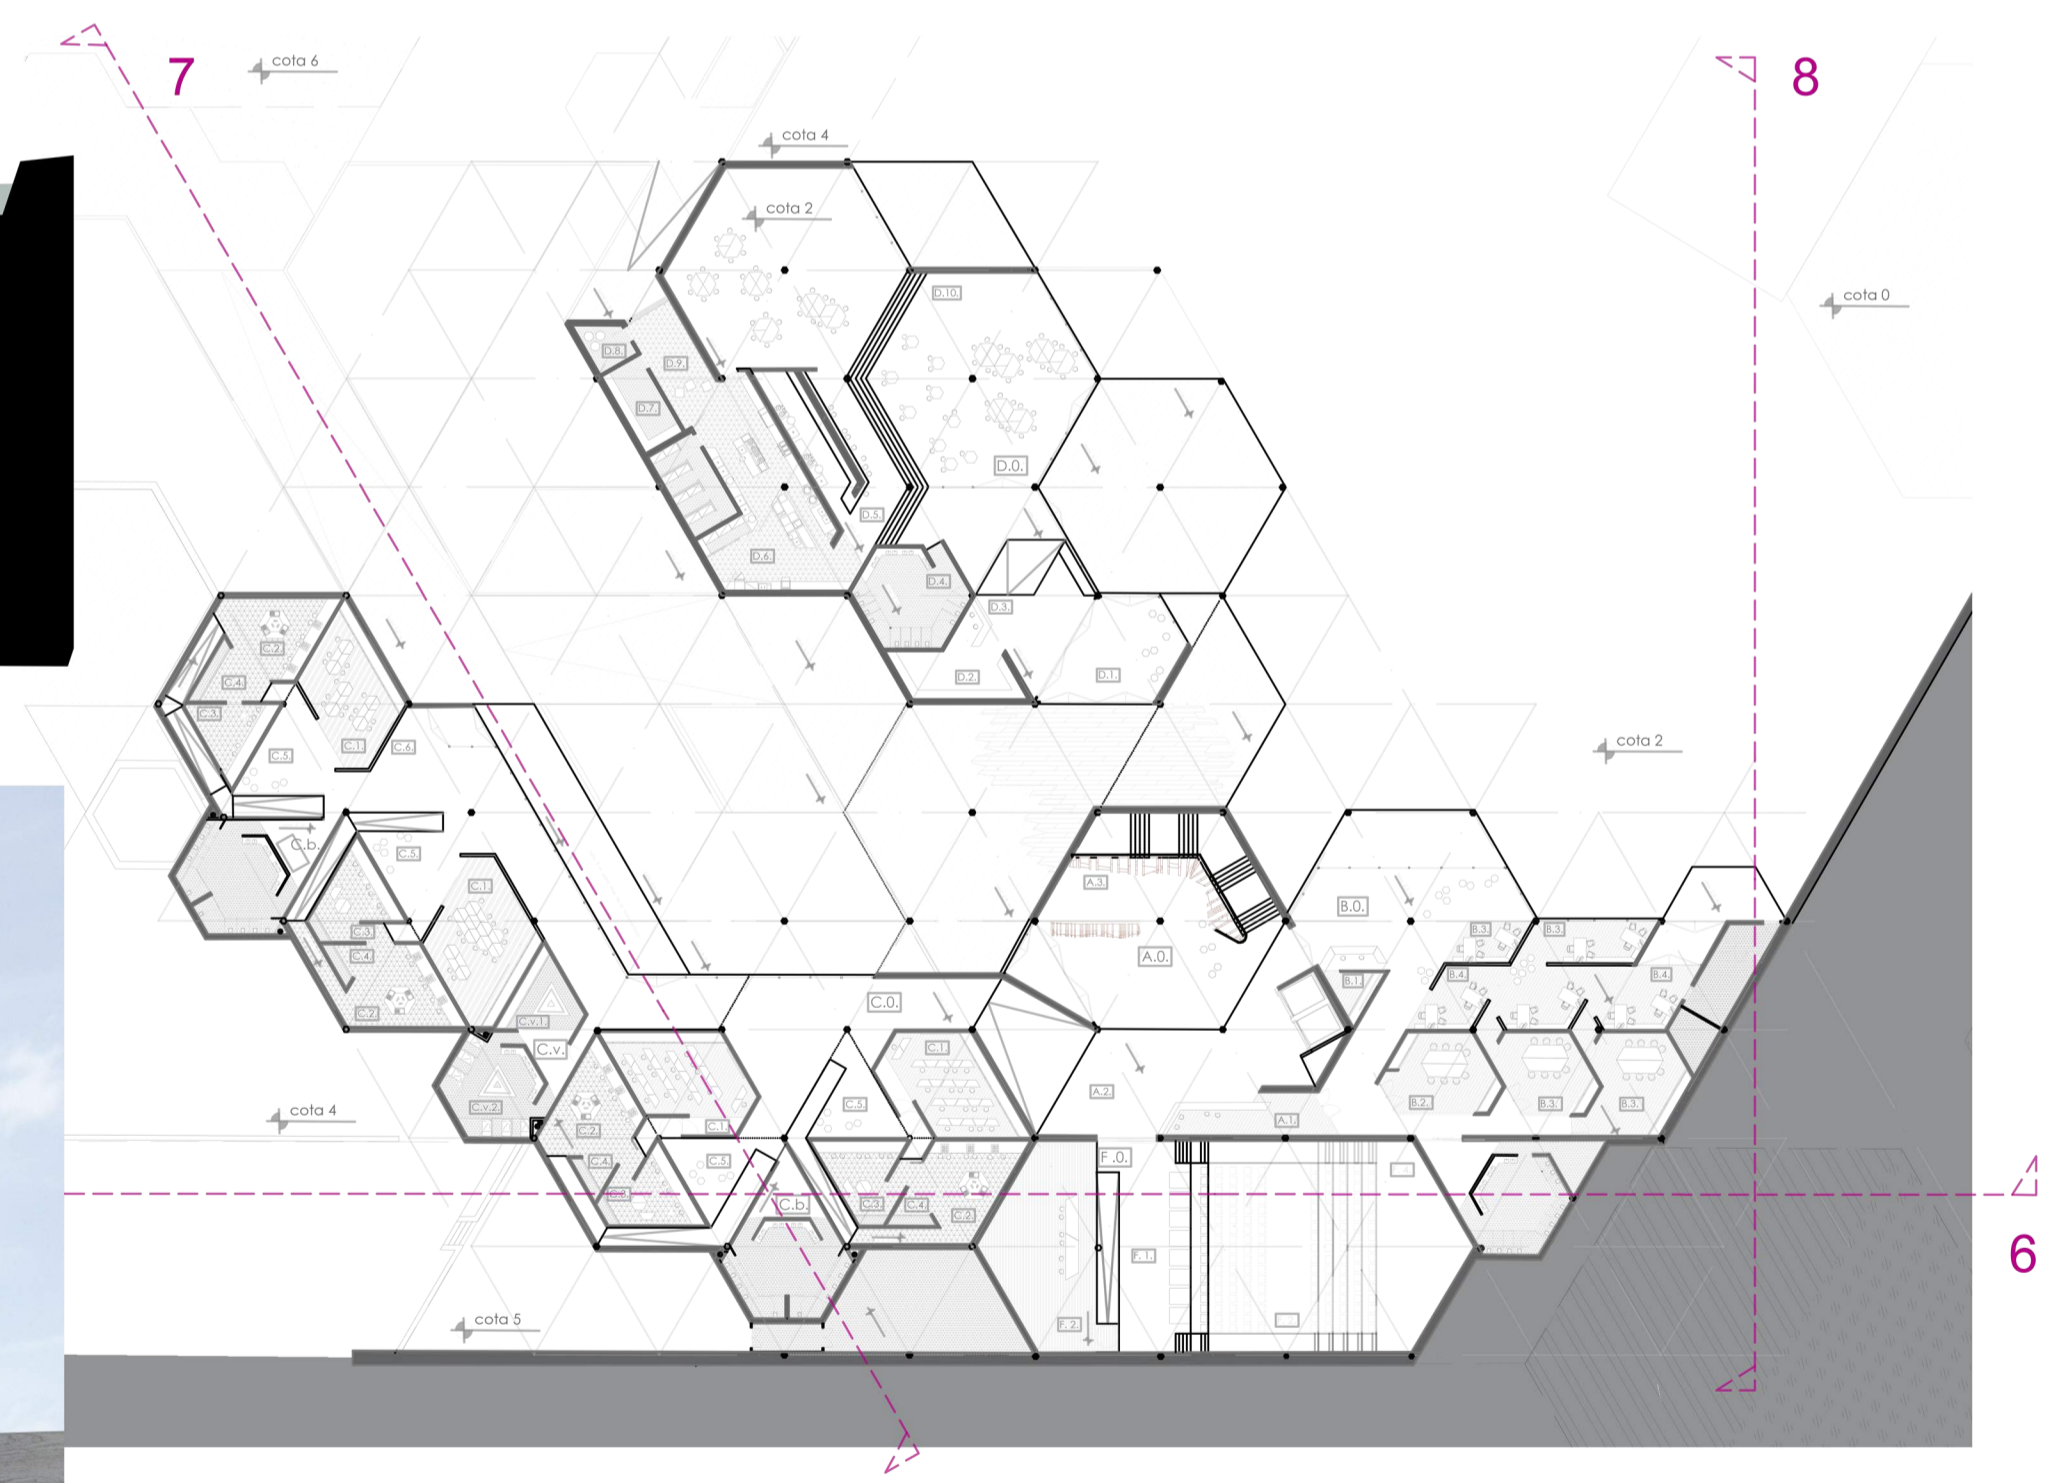 7
cota 6
8
cota 4
cota 2
D.10.
cota 0
D.8.
D.9.
D.7.
D.0.
D.5.
D.6.
D.4.
D.3.
C.2.
D.2.
D.1.
C.4.
C.3.
C.1.
C.6.
C.5.
cota 2
C.b.
C.5.
A.3.
C.1.
B.0.
C.3.
B.3.
B.3.
C.4.
A.0.
B.4.
B.4.
B.1.
C.0.
C.2.
C.v.1.
C.v.
C.1.
A.2.
C.v.2.
C.5.
B.2.
B.3.
B.3.
cota 4
A.1.
C.2.
C.1.
F .0.
C.4.
C.5.
C.3.
C.b.
C.3.
C.4.
C.2.
6
F. 1.
cota 5
F. 2.